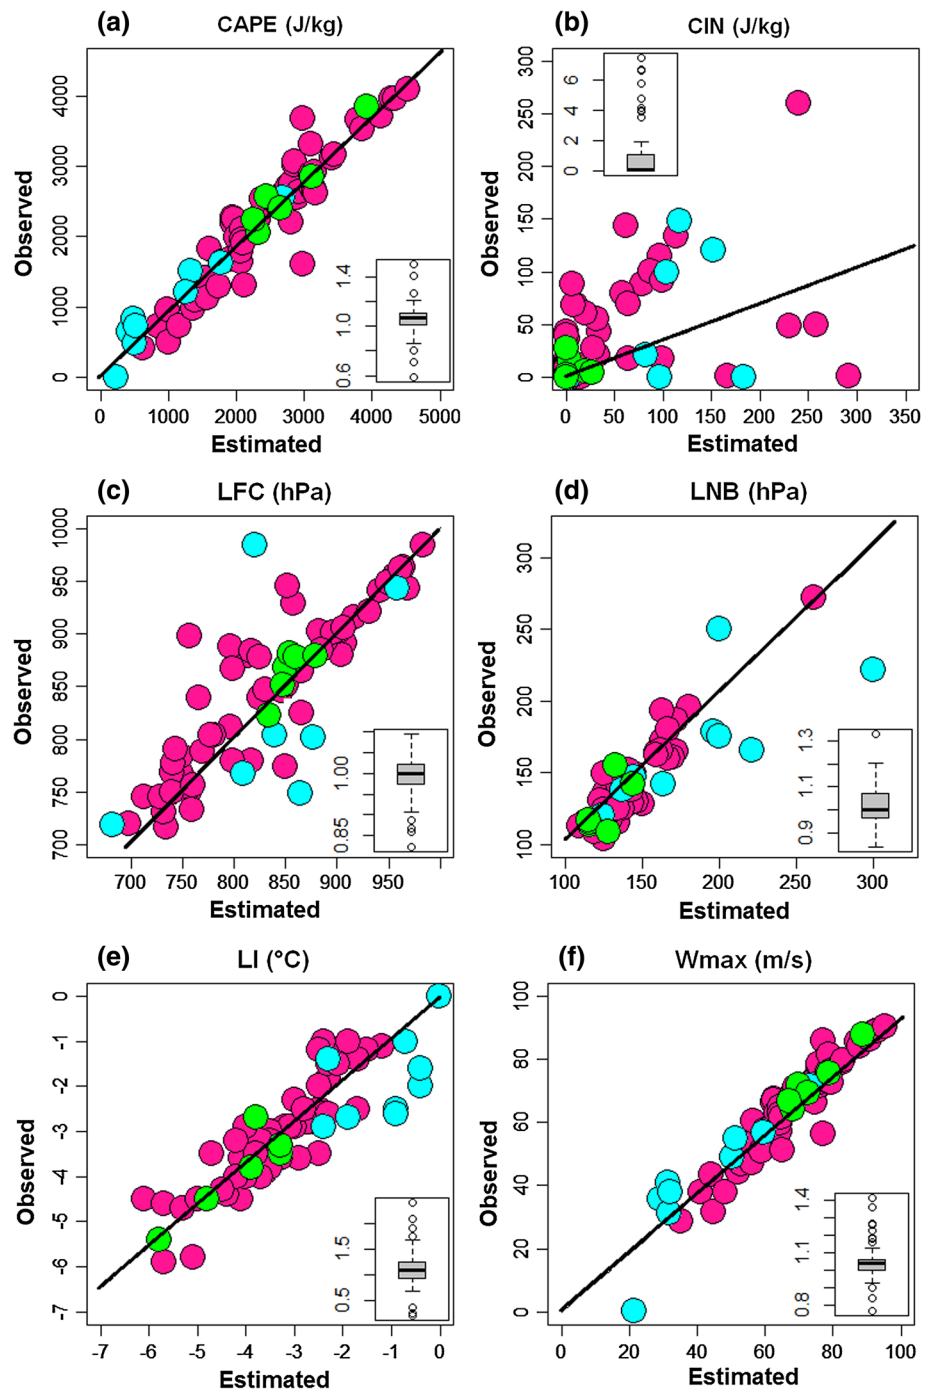 (a) CAPE (J/kg)
Observed
0 1000 2000 3000 4000
0 1000 2000 3000 4000 5000
Estimated
0.6 1.0 1.4
(b) CIN (J/kg)
Observed
0 50 100 150 200 250 300
0 50 100 150 200 250 300 350
Estimated
0 2 4 6
(c) LFC (hPa)
Observed
700 750 800 850 900 950 1000
700 750 800 850 900 950
Estimated
0.85 1.00
(d) LNB (hPa)
Observed
100 150 200 250 300
100 150 200 250 300
Estimated
0.9 1.1 1.3
(e) LI (°C)
Observed
-7 -6 -5 -4 -3 -2 -1 0
-7 -6 -5 -4 -3 -2 -1 0
Estimated
0.5 1.5
(f) Wmax (m/s)
Observed
0 20 40 60 80 100
0 20 40 60 80 100
Estimated
0.8 1.1 1.4